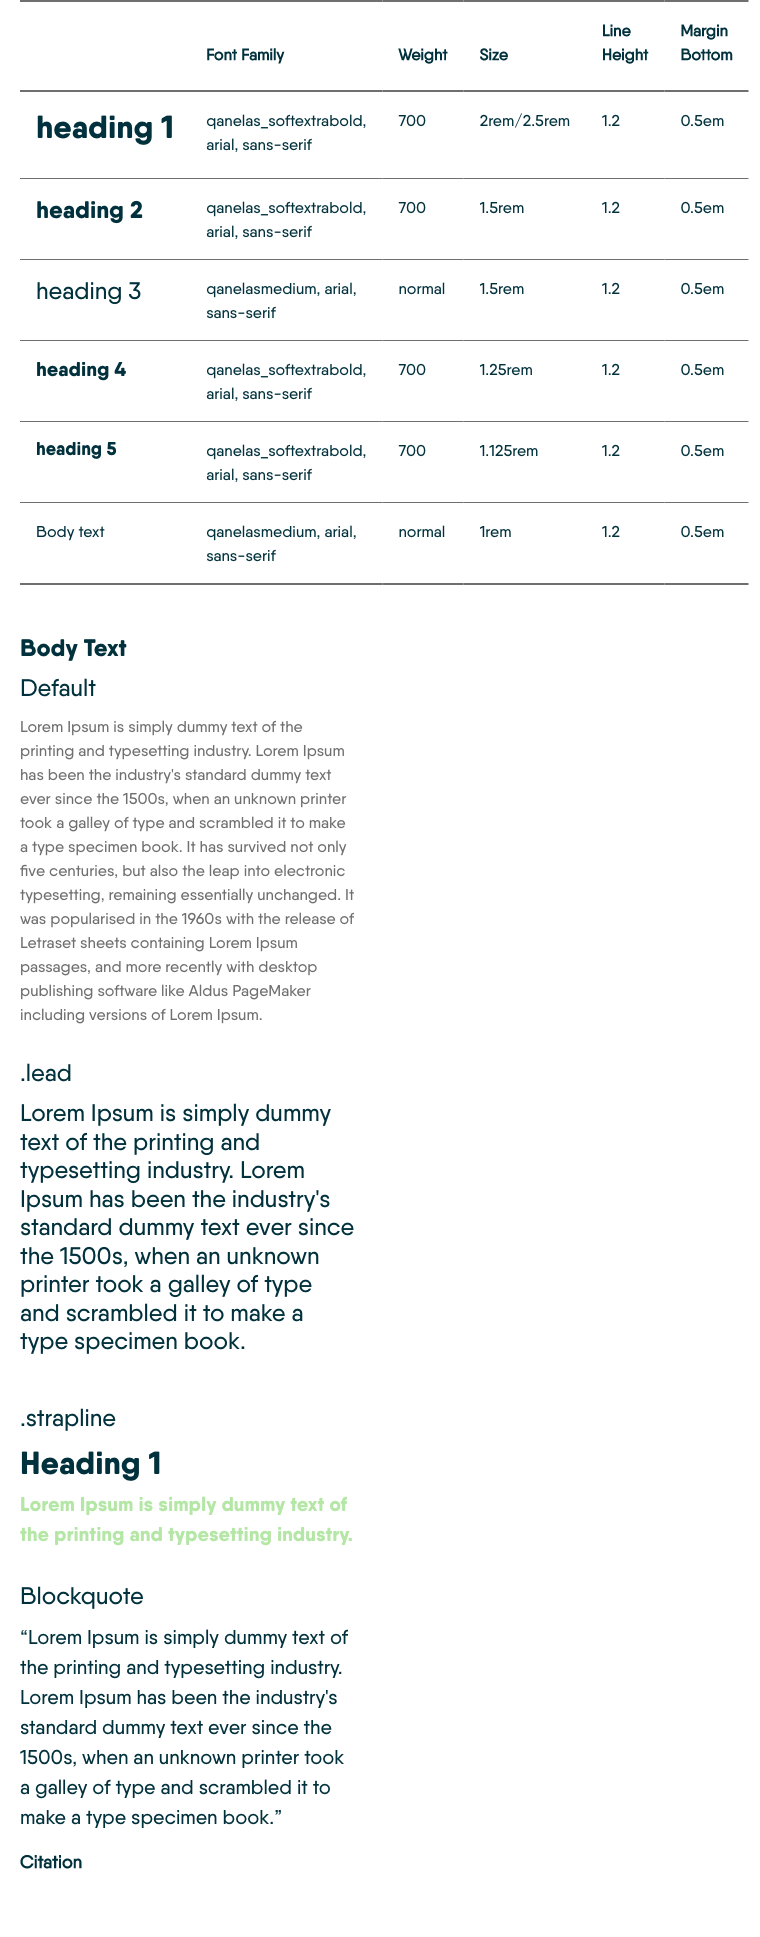 Font Family Weight Size Line Height Margin Bottom
heading 1 qanelas_softextrabold, arial, sans-serif 700 2rem/2.5rem 1.2 0.5em
heading 2 qanelas_softextrabold, arial, sans-serif 700 1.5rem 1.2 0.5em
heading 3 qanelasmedium, arial, sans-serif normal 1.5rem 1.2 0.5em
heading 4 qanelas_softextrabold, arial, sans-serif 700 1.25rem 1.2 0.5em
heading 5 qanelas_softextrabold, arial, sans-serif 700 1.125rem 1.2 0.5em
Body text qanelasmedium, arial, sans-serif normal 1rem 1.2 0.5em
Body Text
Default
Lorem Ipsum is simply dummy text of the
printing and typesetting industry. Lorem Ipsum
has been the industry's standard dummy text
ever since the 1500s, when an unknown printer
took a galley of type and scrambled it to make
a type specimen book. It has survived not only
five centuries, but also the leap into electronic
typesetting, remaining essentially unchanged. It
was popularised in the 1960s with the release of
Letraset sheets containing Lorem Ipsum
passages, and more recently with desktop
publishing software like Aldus PageMaker
including versions of Lorem Ipsum.
.lead
Lorem Ipsum is simply dummy
text of the printing and
typesetting industry. Lorem
Ipsum has been the industry's
standard dummy text ever since
the 1500s, when an unknown
printer took a galley of type
and scrambled it to make a
type specimen book.
.strapline
Heading 1
Lorem Ipsum is simply dummy text of
the printing and typesetting industry.
Blockquote
“Lorem Ipsum is simply dummy text of
the printing and typesetting industry.
Lorem Ipsum has been the industry's
standard dummy text ever since the
1500s, when an unknown printer took
a galley of type and scrambled it to
make a type specimen book.”
Citation